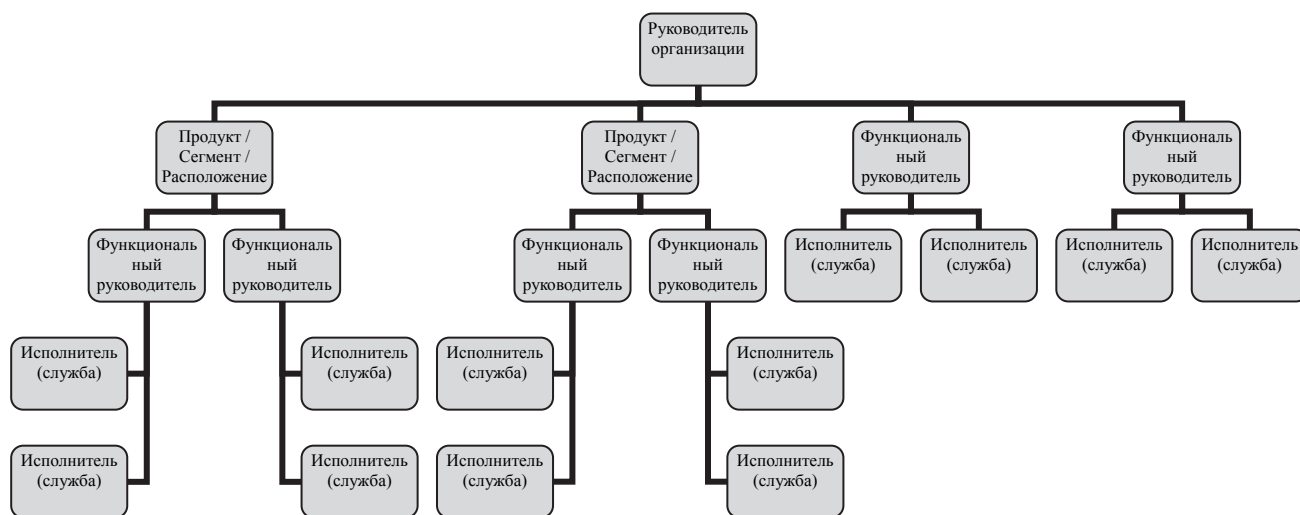 Руководитель
организации
Продукт /
Сегмент /
Расположение
Продукт /
Сегмент /
Расположение
Функциональ
ный
руководитель
Функциональ
ный
руководитель
Функциональ
ный
руководитель
Функциональ
ный
руководитель
Функциональ
ный
руководитель
Функциональ
ный
руководитель
Исполнитель
(служба)
Исполнитель
(служба)
Исполнитель
(служба)
Исполнитель
(служба)
Исполнитель
(служба)
Исполнитель
(служба)
Исполнитель
(служба)
Исполнитель
(служба)
Исполнитель
(служба)
Исполнитель
(служба)
Исполнитель
(служба)
Исполнитель
(служба)